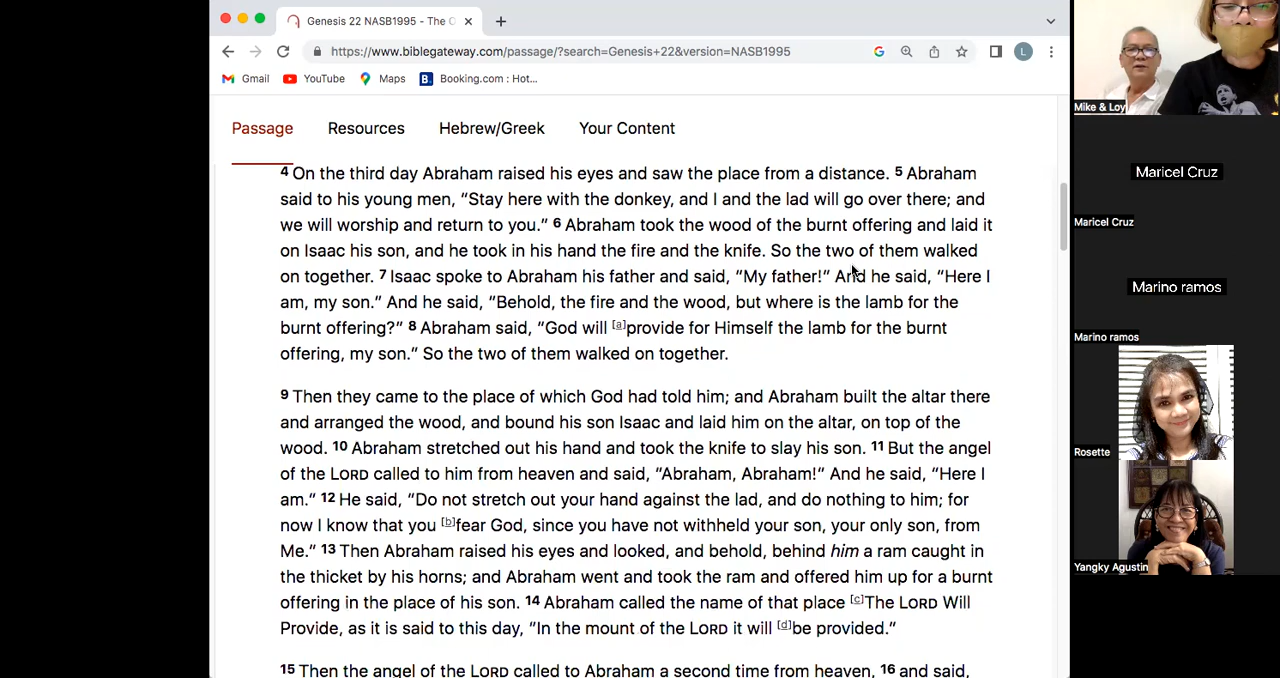 Genesis 22 NASB1995 - The
https://www.biblegateway.com/passage/?search=Genesis+22&version=NASB1995
L
Gmail YouTube Maps B. Booking.com : Hot...
Passage Resources Hebrew/Greek Your Content
4 On the third day Abraham raised his eyes and saw the place from a distance. 5 Abraham
said to his young men, “Stay here with the donkey, and I and the lad will go over there; and
we will worship and return to you.” 6 Abraham took the wood of the burnt offering and laid it
on Isaac his son, and he took in his hand the fire and the knife. So the two of them walked
on together. 7 Isaac spoke to Abraham his father and said, “My father!” And he said, “Here I
am, my son.” And he said, “Behold, the fire and the wood, but where is the lamb for the
burnt offering?” 8 Abraham said, “God will [a]provide for Himself the lamb for the burnt
offering, my son.” So the two of them walked on together.
9 Then they came to the place of which God had told him; and Abraham built the altar there
and arranged the wood, and bound his son Isaac and laid him on the altar, on top of the
wood. 10 Abraham stretched out his hand and took the knife to slay his son. 11 But the angel
of the LORD called to him from heaven and said, “Abraham, Abraham!” And he said, “Here I
am.” 12 He said, “Do not stretch out your hand against the lad, and do nothing to him; for
now I know that you [b]fear God, since you have not withheld your son, your only son, from
Me.” 13 Then Abraham raised his eyes and looked, and behold, behind him a ram caught in
the thicket by his horns; and Abraham went and took the ram and offered him up for a burnt
offering in the place of his son. 14 Abraham called the name of that place [c]The LORD Will
Provide, as it is said to this day, “In the mount of the LORD it will [d]be provided.”
15 Then the angel of the LORD called to Abraham a second time from heaven, 16 and said,
Mike & Loy
Maricel Cruz
Maricel Cruz
Marino ramos
Marino ramos
Rosette
Yangky Agustin